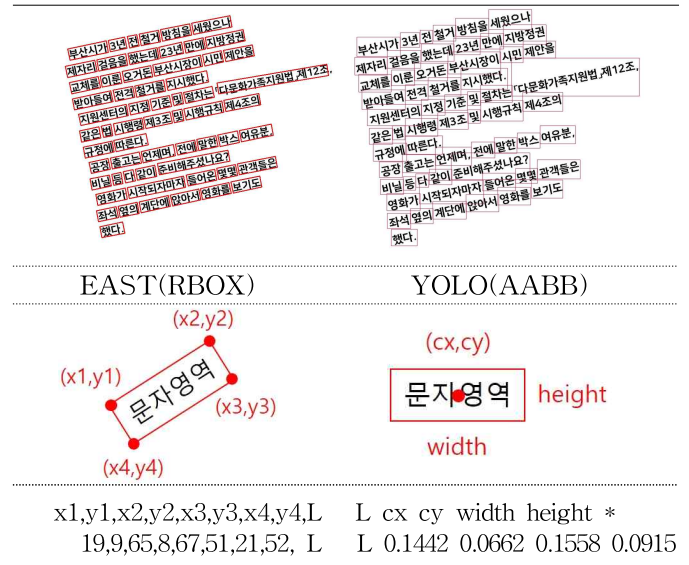 부산시가 3년 전 철거 방침을 세웠으나
제자리 걸음을 했는데 23년 만에 지방정권
교체를 이룬 오거돈 부산시장이 시민 제안을
받아들여 전격 철거를 지시했다.
지원센터의 지정 기준 및 절차는 「다문화가족지원법」제12조,
같은 법 시행령 제3조 및 시행규칙 제4조의
규정에 따른다.
공장 출고는 언제며, 전에 말한 박스 여유분,
비닐 등 다 같이 준비해주셨나요?
영화가 시작되자마자 들어온 몇몇 관객들은
좌석 옆의 계단에 앉아서 영화를 보기도
했다.
부산시가 3년 전 철거 방침을 세웠으나
제자리 걸음을 했는데 23년 만에 지방정권
교체를 이룬 오거돈 부산시장이 시민 제안을
받아들여 전격 철거를 지시했다.
지원센터의 지정 기준 및 절차는 「다문화가족지원법」제12조,
같은 법 시행령 제3조 및 시행규칙 제4조의
규정에 따른다.
공장 출고는 언제며, 전에 말한 박스 여유분,
비닐 등 다 같이 준비해주셨나요?
영화가 시작되자마자 들어온 몇몇 관객들은
좌석 옆의 계단에 앉아서 영화를 보기도
했다.
EAST(RBOX)
YOLO(AABB)
(x2,y2)
(x1,y1)
문자영역
(x3,y3)
(x4,y4)
(cx,cy)
문자영역
height
width
x1,y1,x2,y2,x3,y3,x4,y4,L
19,9,65,8,67,51,21,52, L
L cx cy width height *
L 0.1442 0.0662 0.1558 0.0915